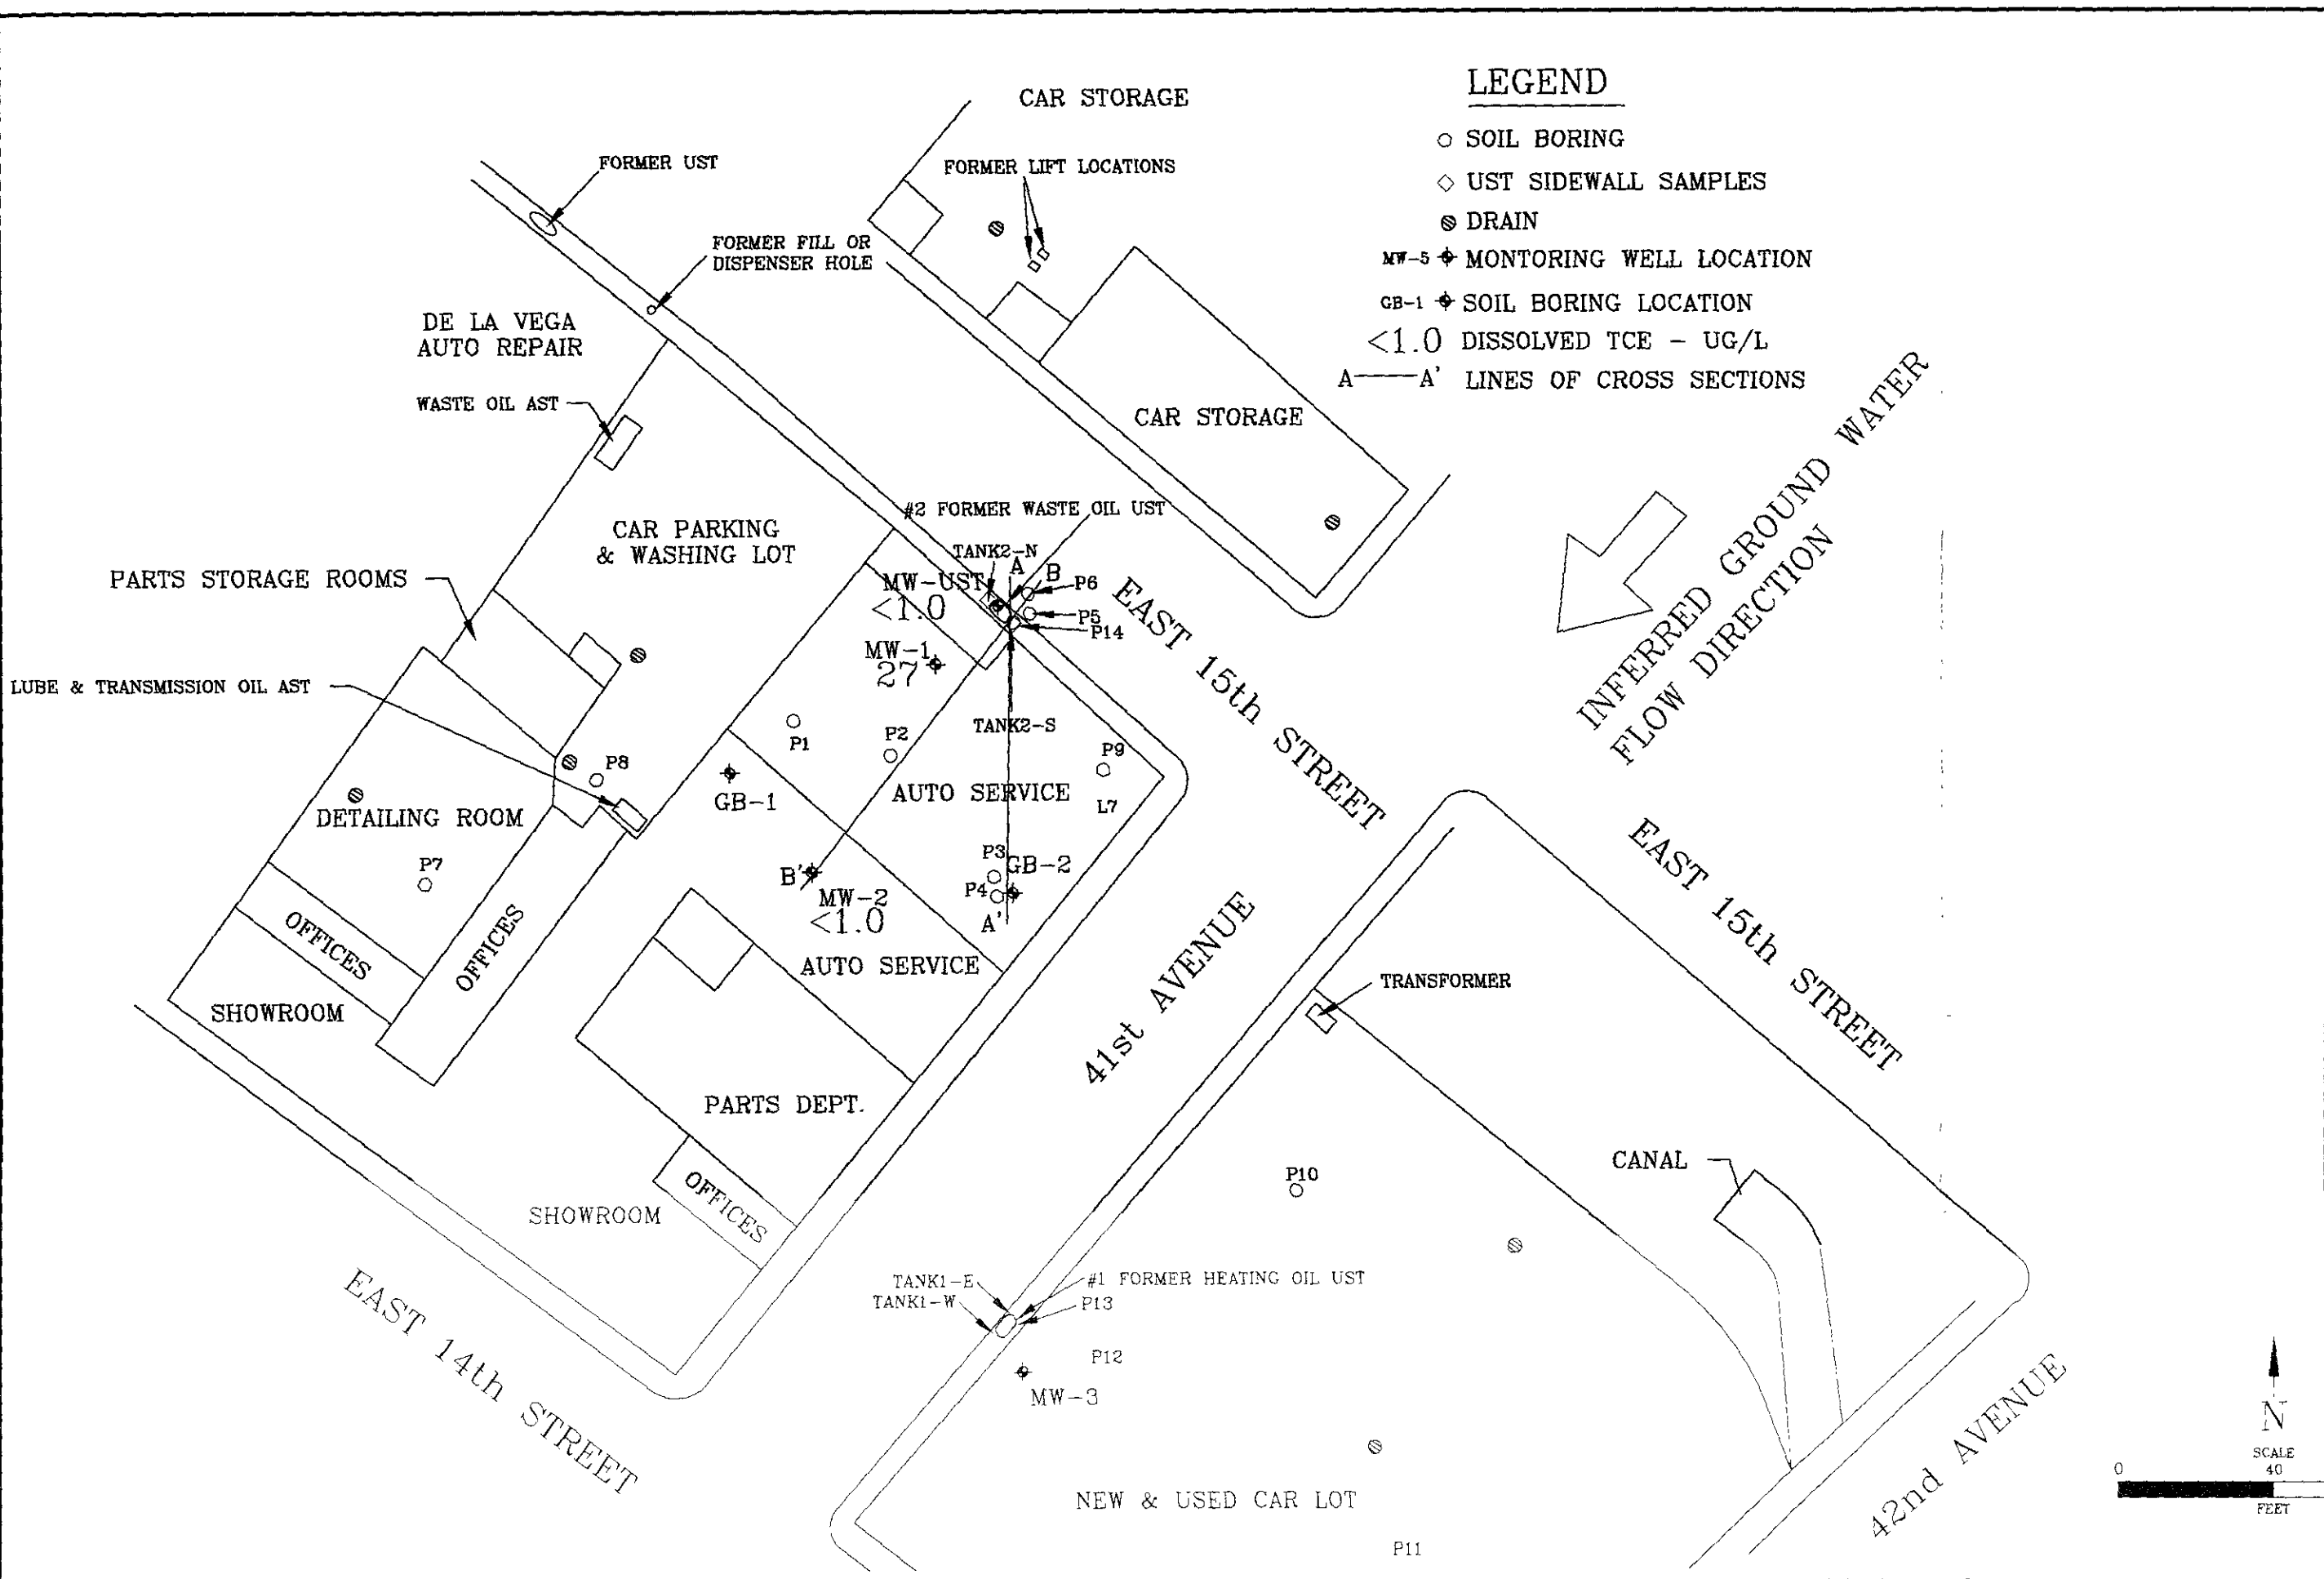 LEGEND
SOIL BORING
UST SIDEWALL SAMPLES
DRAIN
MW-5 MONTORING WELL LOCATION
GB-1 SOIL BORING LOCATION
<1.0 DISSOLVED TCE - UG/L
A—A' LINES OF CROSS SECTIONS
CAR STORAGE
FORMER UST
FORMER LIFT LOCATIONS
FORMER FILL OR
DISPENSER HOLE
DE LA VEGA
AUTO REPAIR
WASTE OIL AST
CAR STORAGE
INFERRED GROUND WATER
FLOW DIRECTION
#2 FORMER WASTE OIL UST
CAR PARKING
& WASHING LOT
TANK2-N
A
B
P6
PARTS STORAGE ROOMS
MW-UST
<1.0
P5
P14
EAST 15th STREET
MW-1
27
LUBE & TRANSMISSION OIL AST
TANK2-S
P1
P2
P9
P8
GB-1
AUTO SERVICE
L7
DETAILING ROOM
P7
P3
GB-2
B'
MW-2
<1.0
P4
A'
EAST 15th STREET
OFFICES
OFFICES
AUTO SERVICE
41st AVENUE
TRANSFORMER
SHOWROOM
PARTS DEPT.
CANAL
P10
OFFICES
SHOWROOM
TANK1-E
#1 FORMER HEATING OIL UST
TANK1-W
P13
EAST 14th STREET
P12
MW-3
42nd AVENUE
NEW & USED CAR LOT
P11
N
SCALE
0 40
FEET